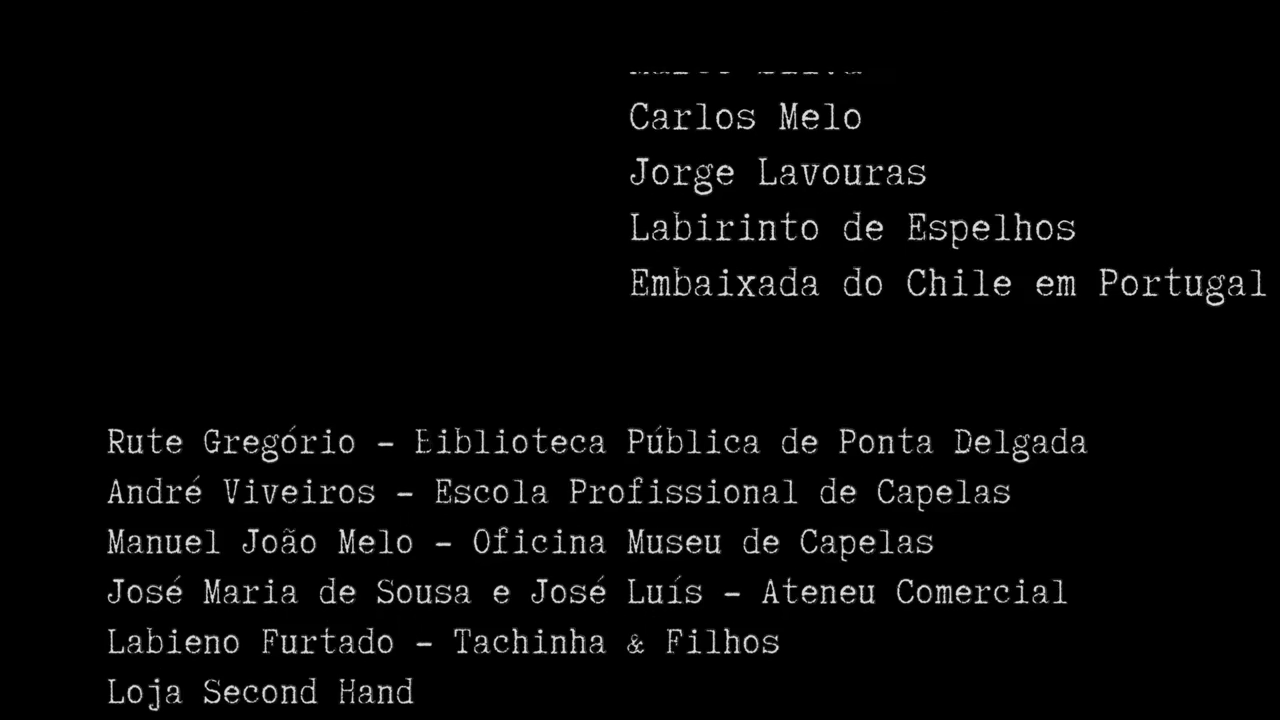 Carlos Melo
Jorge Lavouras
Labirinto de Espelhos
Embaixada do Chile em Portugal
Rute Gregório - Biblioteca Pública de Ponta Delgada
André Viveiros - Escola Profissional de Capelas
Manuel João Melo - Oficina Museu de Capelas
José Maria de Sousa e José Luís - Ateneu Comercial
Labieno Furtado - Tachinha & Filhos
Loja Second Hand